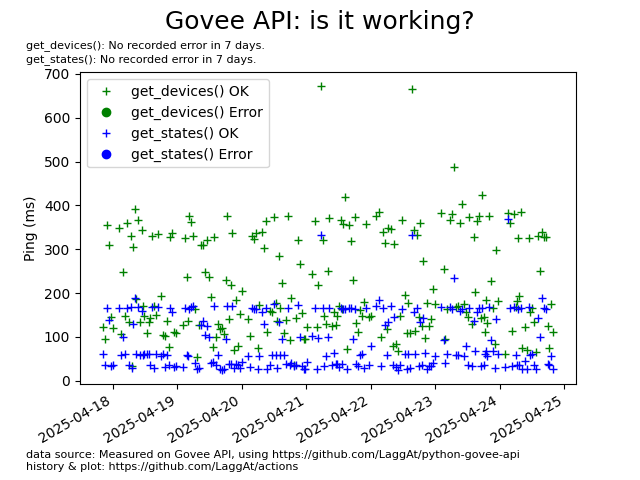 Govee API: is it working?
get_devices(): No recorded error in 7 days.
get_states(): No recorded error in 7 days.
get_devices() OK
get_devices() Error
get_states() OK
get_states() Error
Ping (ms)
700
600
500
400
300
200
100
0
2025-04-18
2025-04-19
2025-04-20
2025-04-21
2025-04-22
2025-04-23
2025-04-24
2025-04-25
data source: Measured on Govee API, using https://github.com/LaggAt/python-govee-api
history & plot: https://github.com/LaggAt/actions